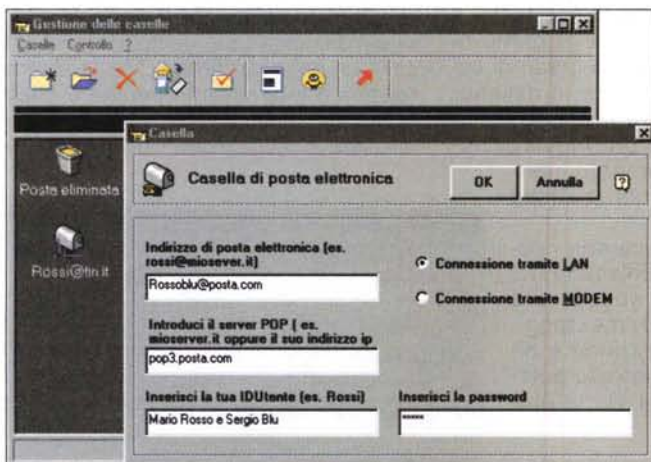 Gestione delle caselle
Caselle Controllo ?
Posta eliminata
Rossi@tin.it
Casella
Casella di posta elettronica
OK
Annulla
Indirizzo di posta elettronica (es.
rossi@miosever.it)
Rossoblu@posta.com
Connessione tramite LAN
Connessione tramite MODEM
Introduci il server POP ( es.
mioserver.it oppure il suo indirizzo ip
pop3.posta.com
Inserisci la tua IDUtente (es. Rossi)
Mario Rosso e Sergio Blu
Inserisci la password
*****